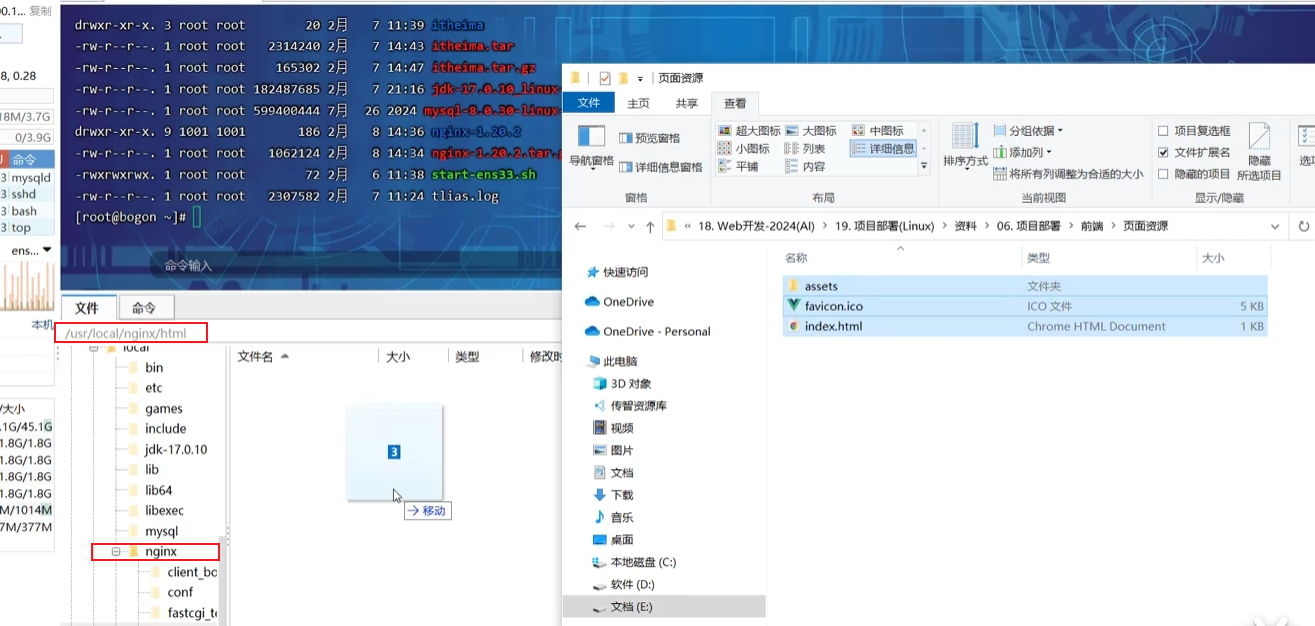 00.1... 复制
8, 0.28
18M/3.7G
0/3.9G
命令
3 mysqld
3 sshd
3 bash
3 top
ens...
本机
/大小
.1G/45.1G
1.8G/1.8G
1.8G/1.8G
1.8G/1.8G
1.8G/1.8G
M/1014M
7M/377M
drwxr-xr-x. 3 root root 20 2月 7 11:39 itheima
-rw-r--r--. 1 root root 2314240 2月 7 14:43 itheima.tar
-rw-r--r--. 1 root root 165302 2月 7 14:47 itheima.tar.gz
-rw-r--r--. 1 root root 182487685 2月 7 21:16 jdk-17.0.10_linux-
-rw-r--r--. 1 root root 599400444 7月 26 2024 mysql-8.0.30-linux-
drwxr-xr-x. 9 1001 1001 186 2月 8 14:36 nginx-1.20.2
-rw-r--r--. 1 root root 1062124 2月 8 14:34 nginx-1.20.2.tar.
-rwxrwxrwx. 1 root root 72 2月 6 11:38 start-ens33.sh
-rw-r--r--. 1 root root 2307582 2月 7 11:24 tlias.log
[root@bogon ~]#
命令输入
文件 命令
/usr/local/nginx/html
local
bin
etc
games
include
jdk-17.0.10
lib
lib64
libexec
mysql
nginx
client_bo
conf
fastcgi_te
文件名 大小 类型 修改时
3
移动
页面资源
文件 主页 共享 查看
导航窗格
预览窗格
详细信息窗格
窗格
超大图标 大图标 中图标
小图标 列表 详细信息
平铺 内容
布局
排序方式
分组依据
添加列
将所有列调整为合适的大小
当前视图
项目复选框
文件扩展名
隐藏的项目
隐藏
所选项目
选项
显示/隐藏
« 18. Web开发-2024(AI) › 19. 项目部署(Linux) › 资料 › 06. 项目部署 › 前端 › 页面资源
快速访问
OneDrive
OneDrive - Personal
此电脑
3D 对象
传智资源库
视频
图片
文档
下载
音乐
桌面
本地磁盘 (C:)
软件 (D:)
文档 (E:)
名称 类型 大小
assets 文件夹
favicon.ico ICO 文件 5 KB
index.html Chrome HTML Document 1 KB